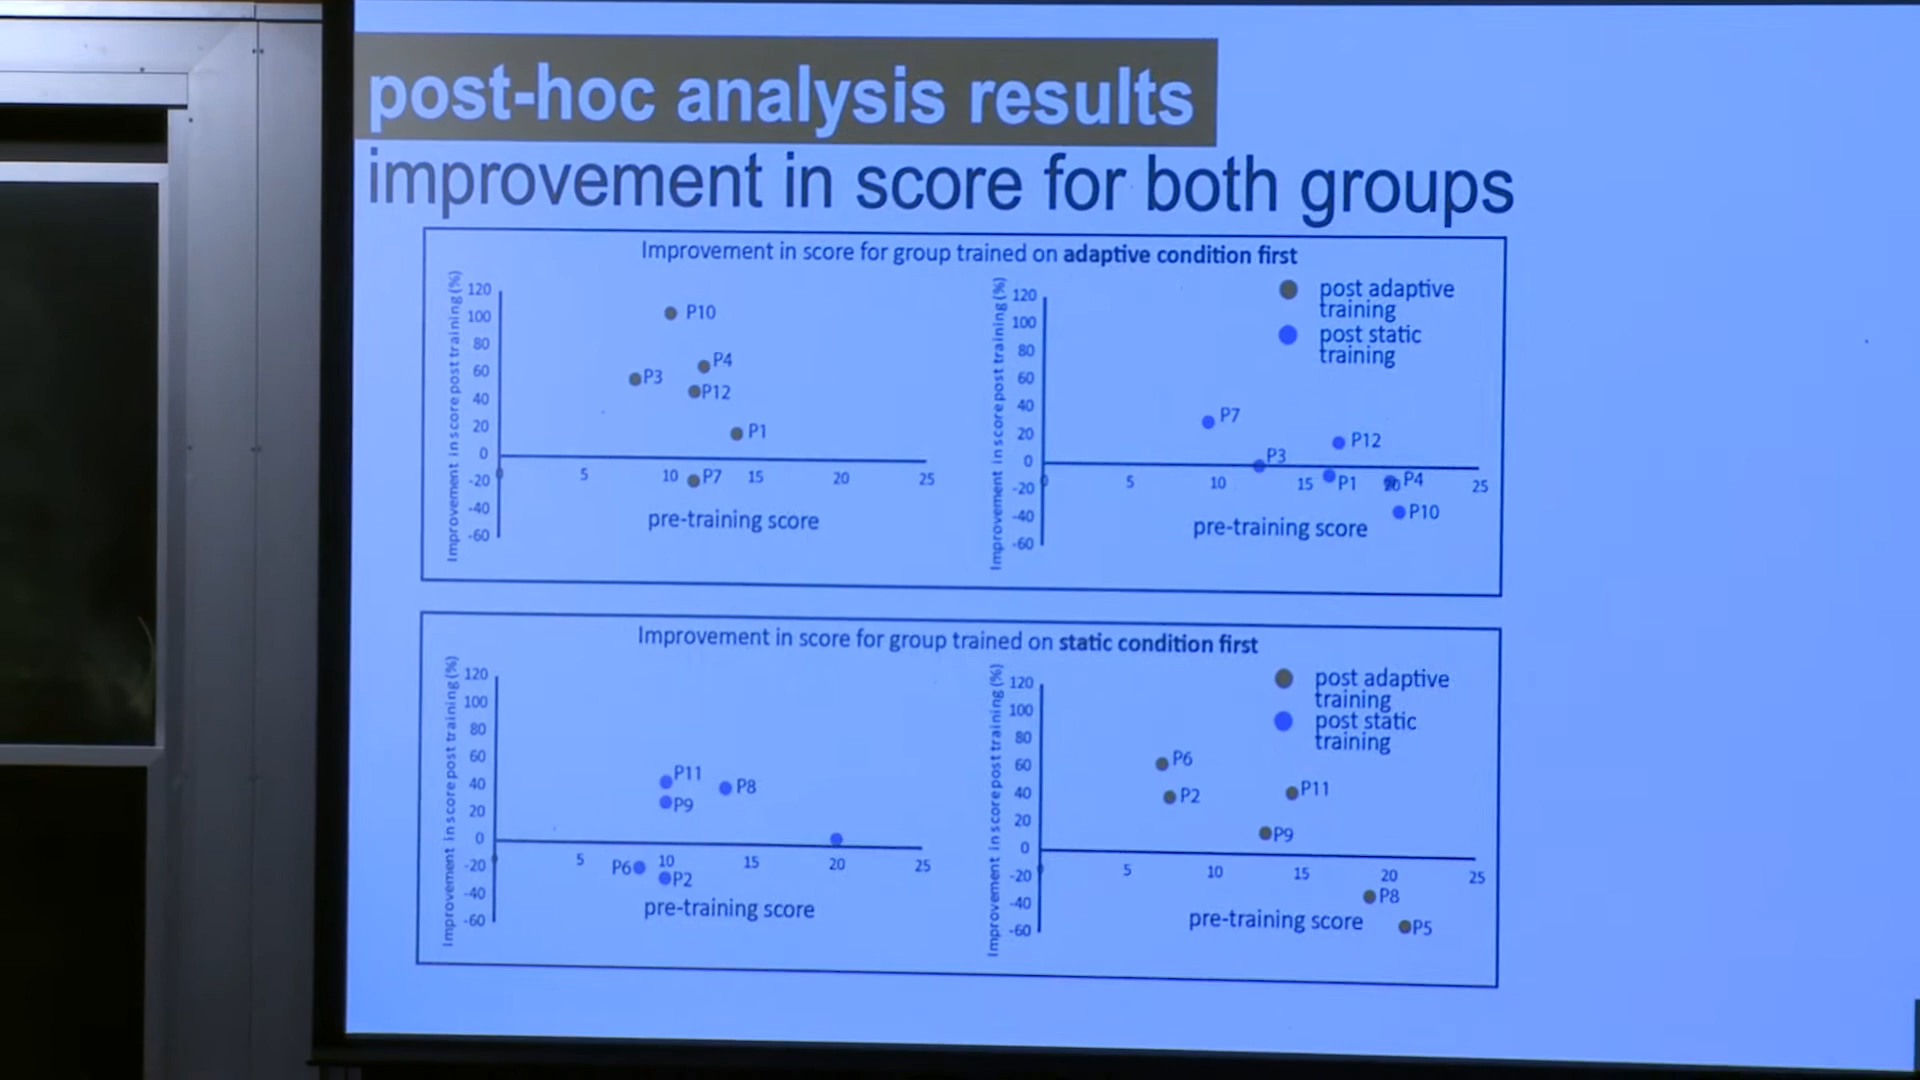 post-hoc analysis results
improvement in score for both groups
Improvement in score for group trained on adaptive condition first
Improvement in score post training (%)
120
100
80
60
40
20
0
-20
-40
-60
P10
P4
P3
P12
P1
P7
5
10
15
20
25
pre-training score
Improvement in score post training (%)
120
100
80
60
40
20
0
-20
-40
-60
post adaptive
training
post static
training
P7
P12
P3
P1
P4
P10
5
10
15
20
25
pre-training score
Improvement in score for group trained on static condition first
Improvement in score post training (%)
120
100
80
60
40
20
0
-20
-40
-60
P11
P8
P9
P6
P2
5
10
15
20
25
pre-training score
Improvement in score post training (%)
120
100
80
60
40
20
0
-20
-40
-60
post adaptive
training
post static
training
P6
P2
P11
P9
P8
P5
5
10
15
20
25
pre-training score